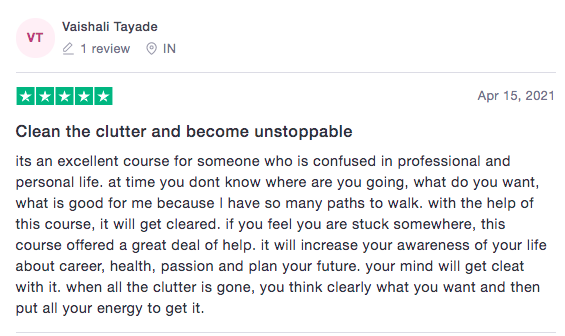 VT
Vaishali Tayade
1 review IN
Apr 15, 2021
Clean the clutter and become unstoppable
its an excellent course for someone who is confused in professional and
personal life. at time you dont know where are you going, what do you want,
what is good for me because I have so many paths to walk. with the help of
this course, it will get cleared. if you feel you are stuck somewhere, this
course offered a great deal of help. it will increase your awareness of your life
about career, health, passion and plan your future. your mind will get cleat
with it. when all the clutter is gone, you think clearly what you want and then
put all your energy to get it.